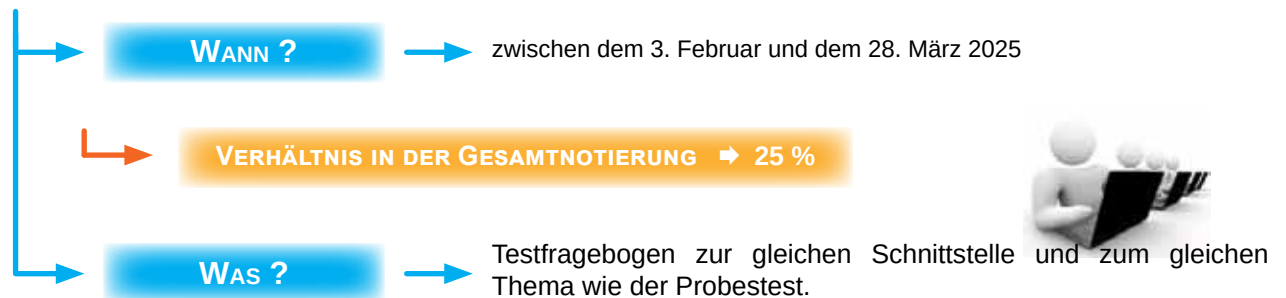 Wann ?
zwischen dem 3. Februar und dem 28. März 2025
Verhältnis in der Gesamtnotierung ➡ 25 %
Was ?
Testfragebogen zur gleichen Schnittstelle und zum gleichen
Thema wie der Probestest.